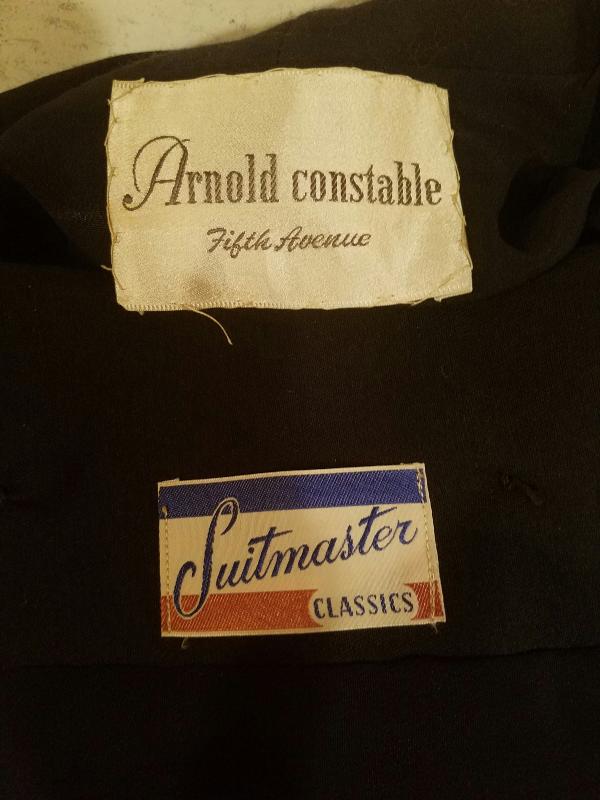 Arnold constable
Fifth Avenue
Suitmaster
CLASSICS